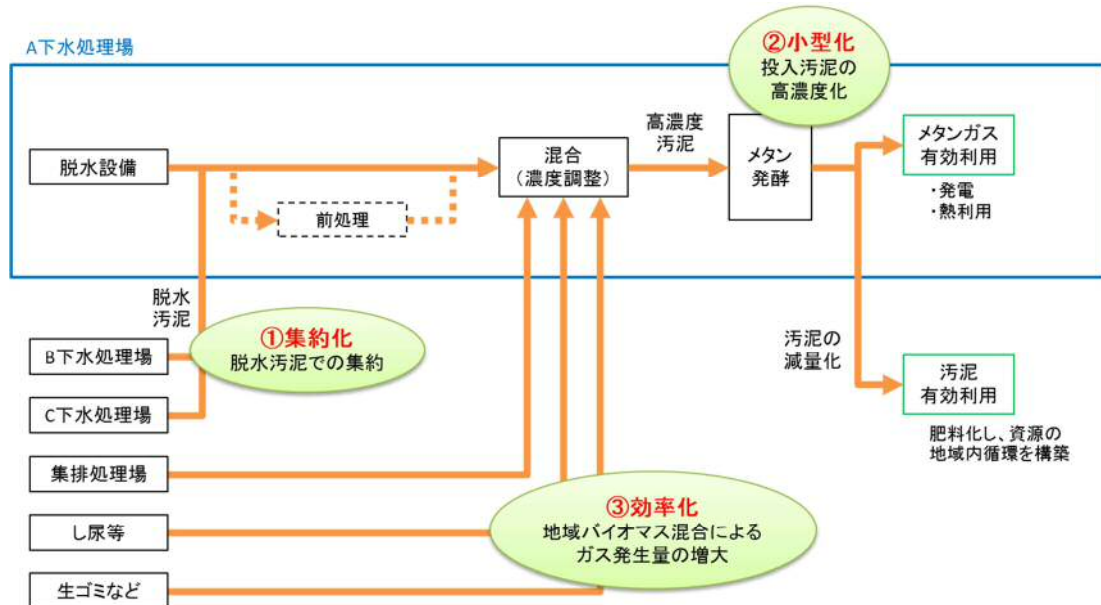 A下水処理場
②小型化
投入汚泥の
高濃度化
脱水設備
前処理
混合
（濃度調整）
高濃度
汚泥
メタン
発酵
メタンガス
有効利用
・発電
・熱利用
脱水
汚泥
①集約化
脱水汚泥での集約
B下水処理場
C下水処理場
集排処理場
し尿等
生ゴミなど
③効率化
地域バイオマス混合による
ガス発生量の増大
汚泥の
減量化
汚泥
有効利用
肥料化し、資源の
地域内循環を構築